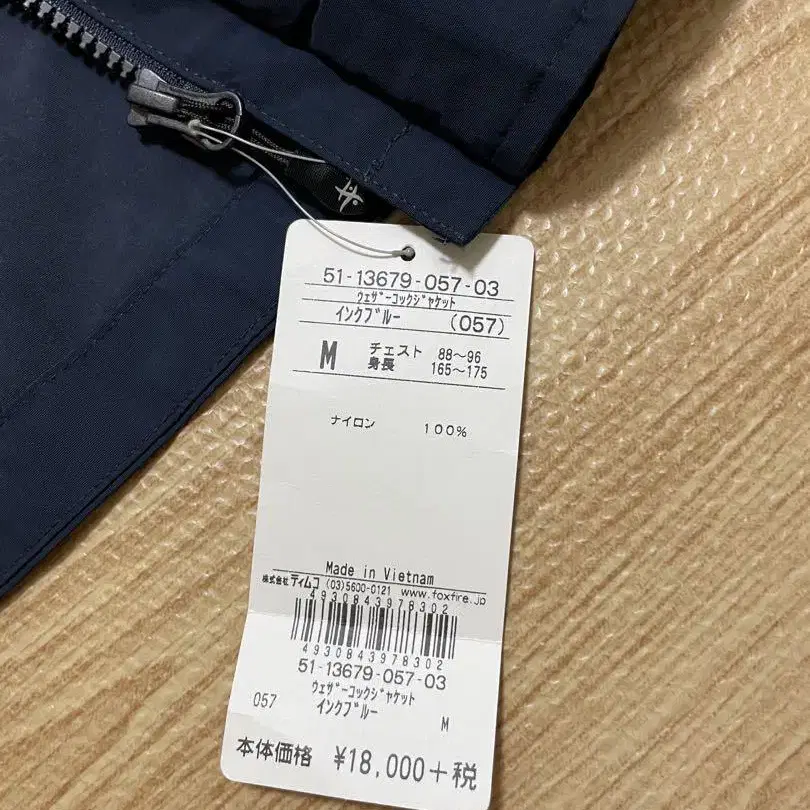 51-13679-057-03
ｳｪｻﾞｰｺｯｸｼﾞｬｹｯﾄ
インクブルー (057)
M チェスト 88〜96
身長 165〜175
ナイロン 100%
Made in Vietnam
株式会社 ティムコ (03)5600-0121 www.foxfire.jp
4930843978302
4930843978302
51-13679-057-03
ｳｪｻﾞｰｺｯｸｼﾞｬｹｯﾄ
057 インクブルー M
本体価格 ¥18,000+税